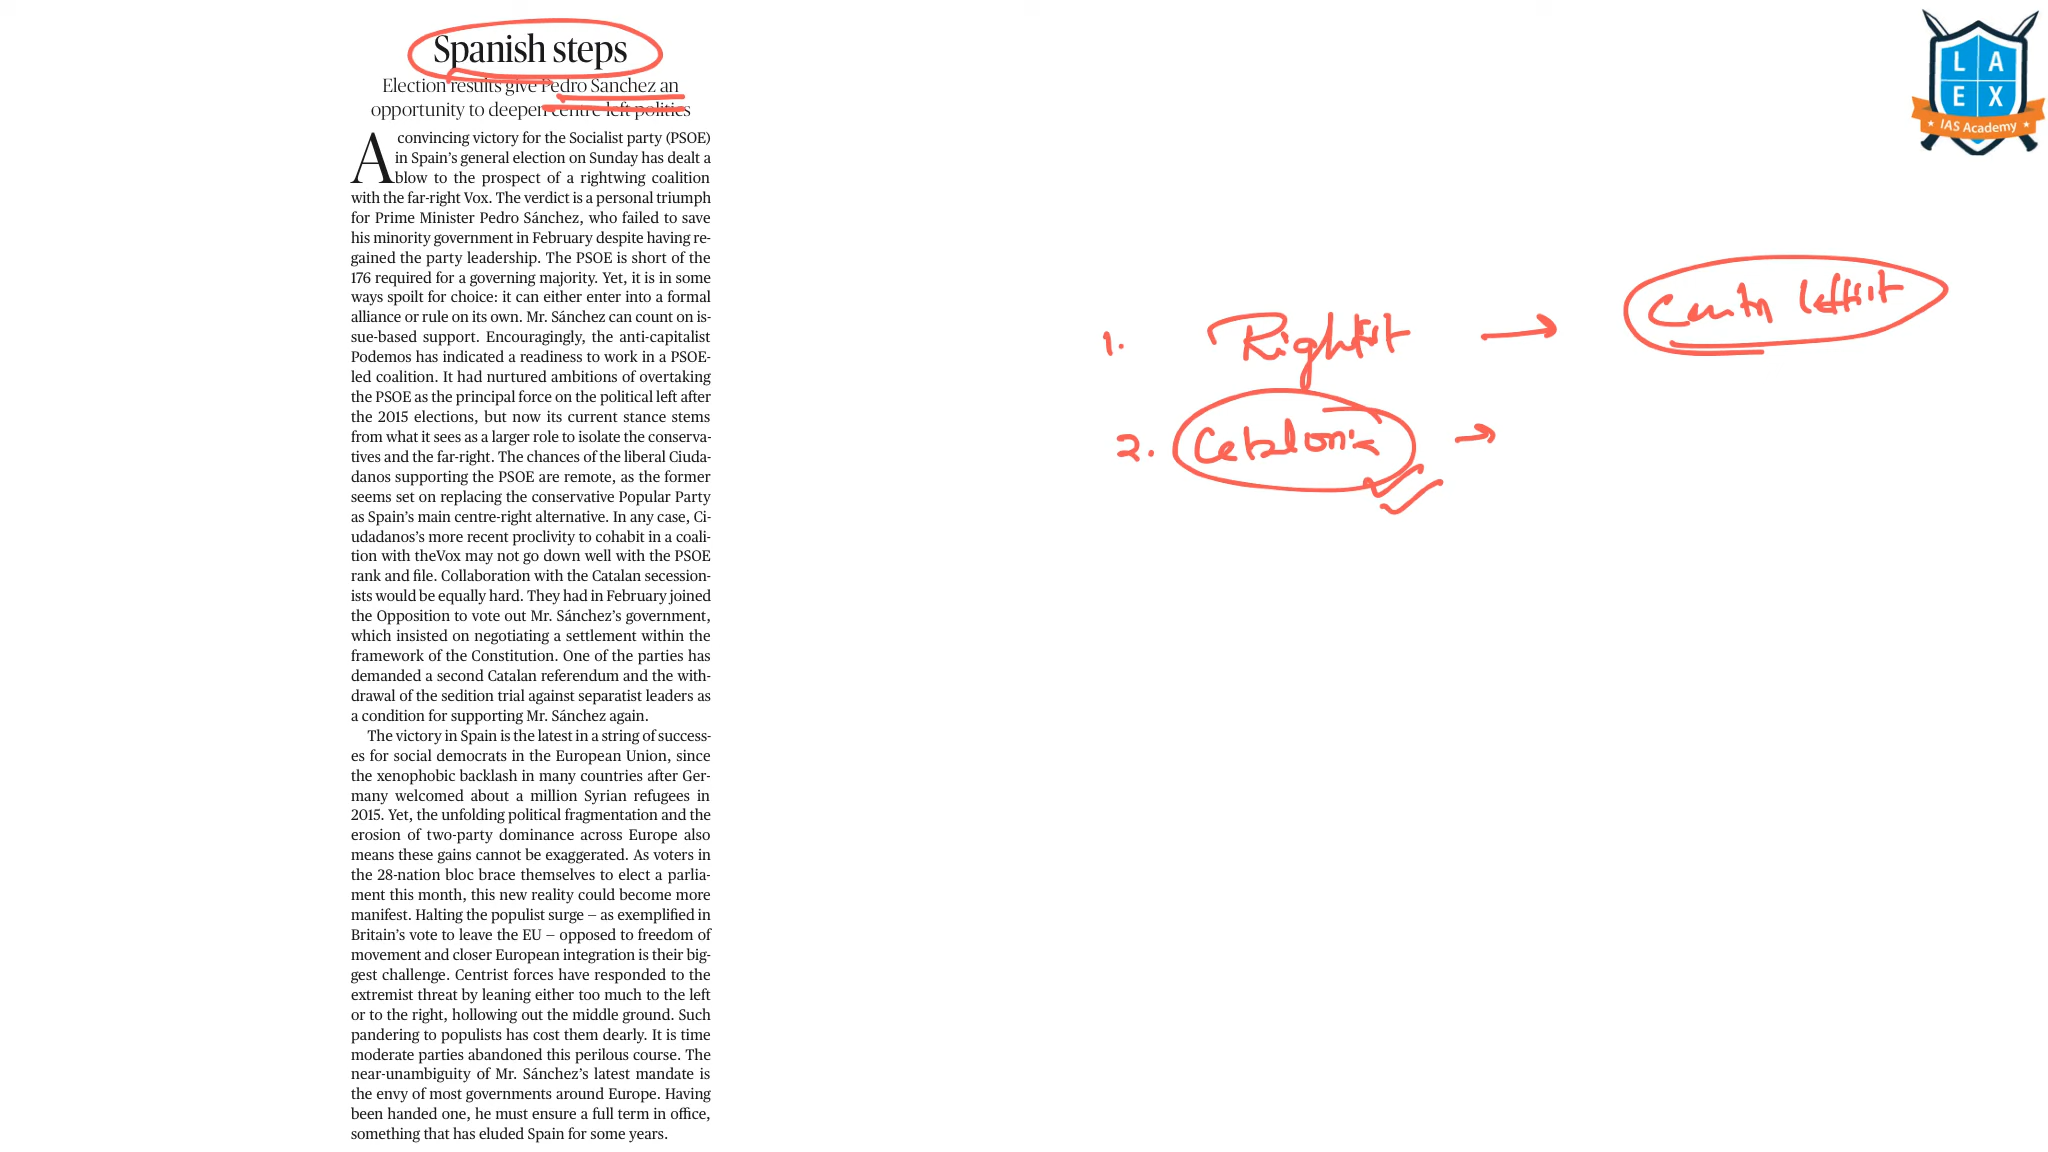 Spanish steps
Election results give Pedro Sanchez an
opportunity to deepen centre-left politics
A convincing victory for the Socialist party (PSOE)
in Spain's general election on Sunday has dealt a
blow to the prospect of a rightwing coalition
with the far-right Vox. The verdict is a personal triumph
for Prime Minister Pedro Sánchez, who failed to save
his minority government in February despite having re-
gained the party leadership. The PSOE is short of the
176 required for a governing majority. Yet, it is in some
ways spoilt for choice: it can either enter into a formal
alliance or rule on its own. Mr. Sánchez can count on is-
sue-based support. Encouragingly, the anti-capitalist
Podemos has indicated a readiness to work in a PSOE-
led coalition. It had nurtured ambitions of overtaking
the PSOE as the principal force on the political left after
the 2015 elections, but now its current stance stems
from what it sees as a larger role to isolate the conserva-
tives and the far-right. The chances of the liberal Ciuda-
danos supporting the PSOE are remote, as the former
seems set on replacing the conservative Popular Party
as Spain's main centre-right alternative. In any case, Ci-
udadanos's more recent proclivity to cohabit in a coali-
tion with theVox may not go down well with the PSOE
rank and file. Collaboration with the Catalan secession-
ists would be equally hard. They had in February joined
the Opposition to vote out Mr. Sánchez's government,
which insisted on negotiating a settlement within the
framework of the Constitution. One of the parties has
demanded a second Catalan referendum and the with-
drawal of the sedition trial against separatist leaders as
a condition for supporting Mr. Sánchez again.
The victory in Spain is the latest in a string of success-
es for social democrats in the European Union, since
the xenophobic backlash in many countries after Ger-
many welcomed about a million Syrian refugees in
2015. Yet, the unfolding political fragmentation and the
erosion of two-party dominance across Europe also
means these gains cannot be exaggerated. As voters in
the 28-nation bloc brace themselves to elect a parlia-
ment this month, this new reality could become more
manifest. Halting the populist surge – as exemplified in
Britain's vote to leave the EU – opposed to freedom of
movement and closer European integration is their big-
gest challenge. Centrist forces have responded to the
extremist threat by leaning either too much to the left
or to the right, hollowing out the middle ground. Such
pandering to populists has cost them dearly. It is time
moderate parties abandoned this perilous course. The
near-unambiguity of Mr. Sánchez's latest mandate is
the envy of most governments around Europe. Having
been handed one, he must ensure a full term in office,
something that has eluded Spain for some years.
1. Rightist → leftist
2. Catalonia →
LA
EX
IAS Academy